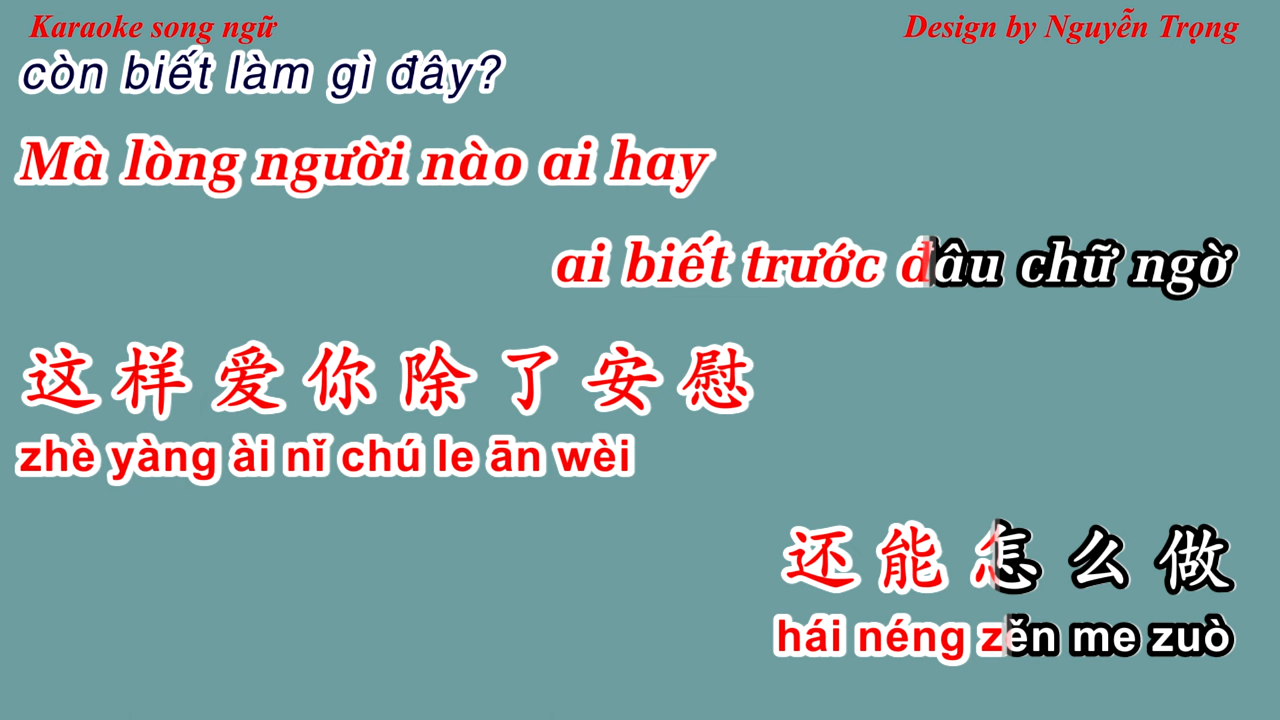 Karaoke song ngữ
Design by Nguyễn Trọng
còn biết làm gì đây?
Mà lòng người nào ai hay
ai biết trước đâu chữ ngờ
这样爱你除了安慰
zhè yàng ài nǐ chú le ān wèi
还能怎么做
hái néng zěn me zuò